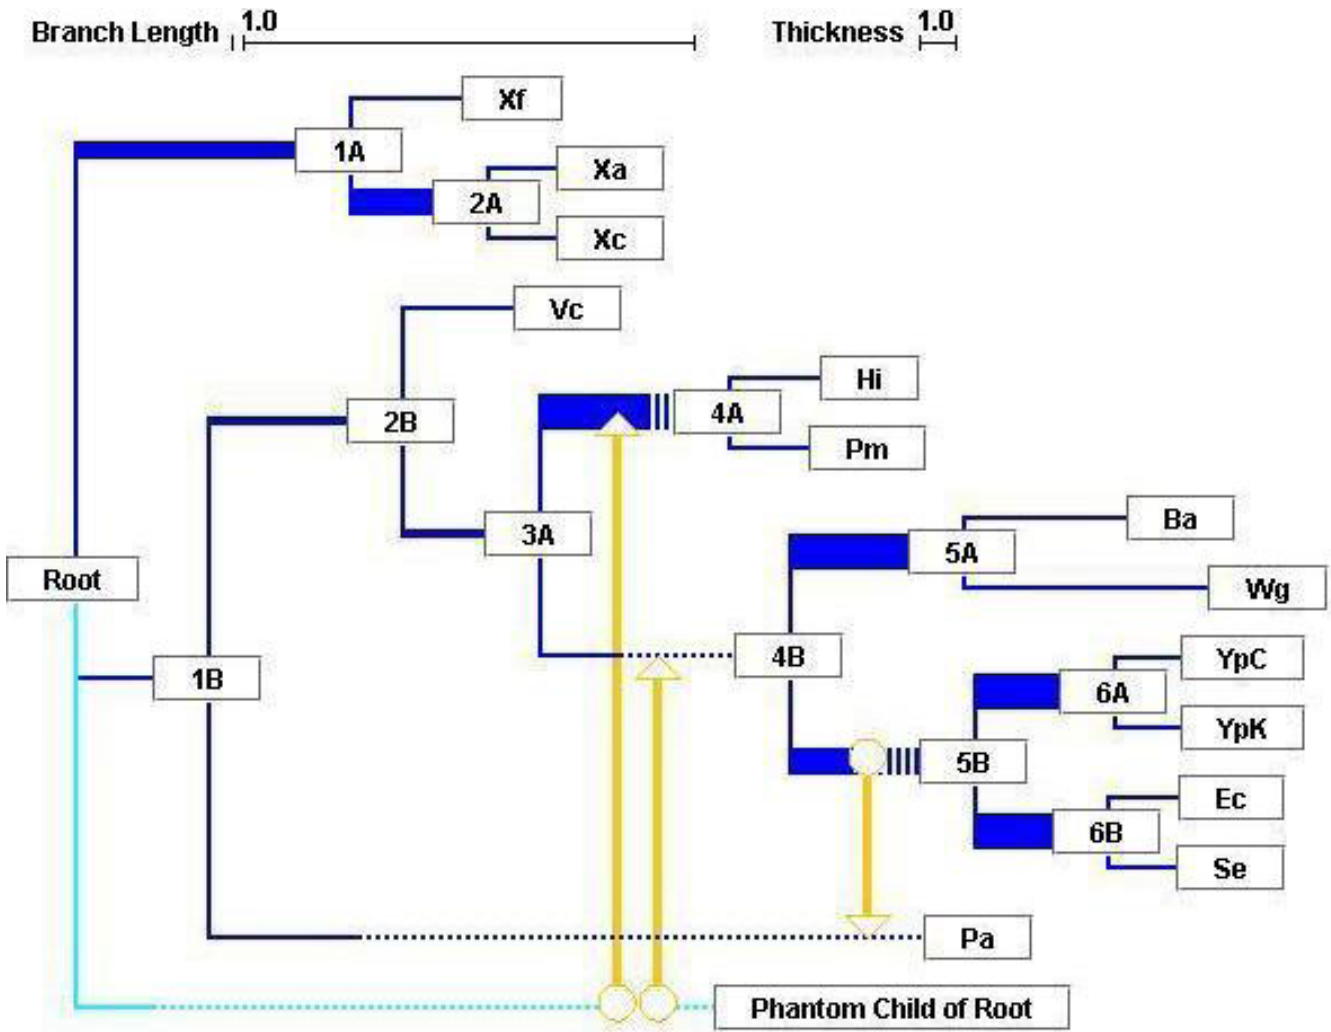 Branch Length 1.0 Thickness 1.0
Xf
1A
Xa
2A
Xc
Vc
Hi
2B
4A
Pm
Ba
3A
5A
Root
Wg
YpC
4B
1B
6A
YpK
5B
Ec
6B
Se
Pa
Phantom Child of Root